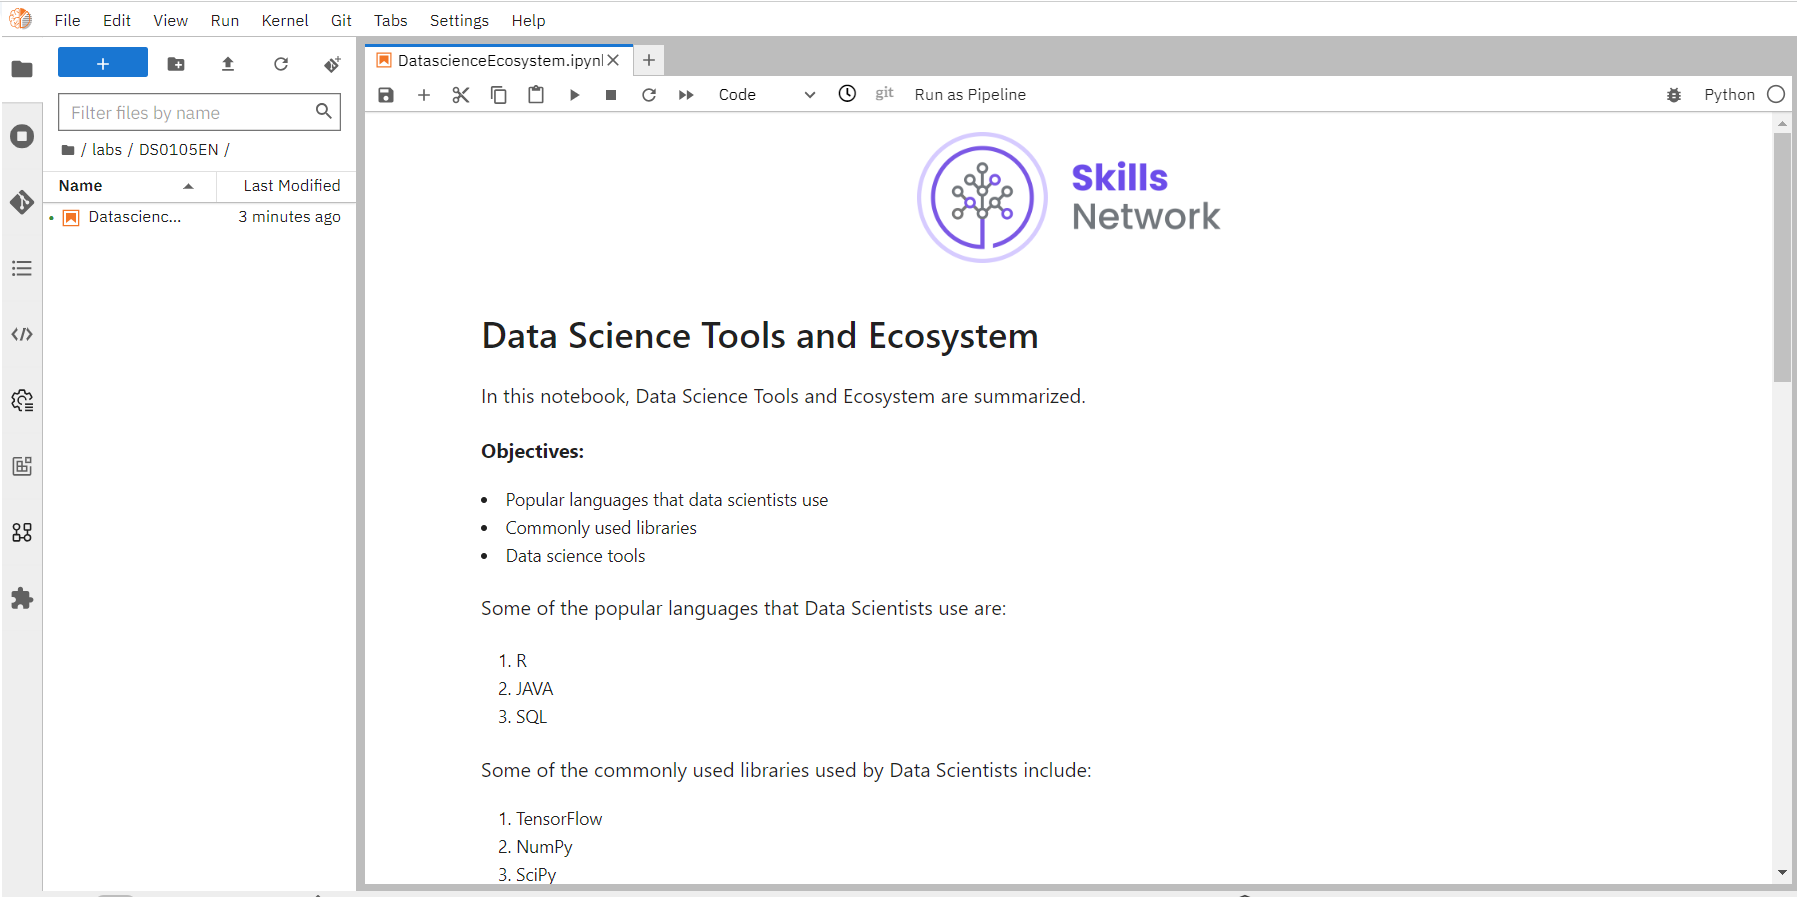 File Edit View Run Kernel Git Tabs Settings Help
DatascienceEcosystem.ipynl
Filter files by name
Code
git
Run as Pipeline
Python
/ labs / DS0105EN /
Name Last Modified
Datascienc... 3 minutes ago
Skills
Network
Data Science Tools and Ecosystem
In this notebook, Data Science Tools and Ecosystem are summarized.
Objectives:
• Popular languages that data scientists use
• Commonly used libraries
• Data science tools
Some of the popular languages that Data Scientists use are:
1. R
2. JAVA
3. SQL
Some of the commonly used libraries used by Data Scientists include:
1. TensorFlow
2. NumPy
3. SciPy